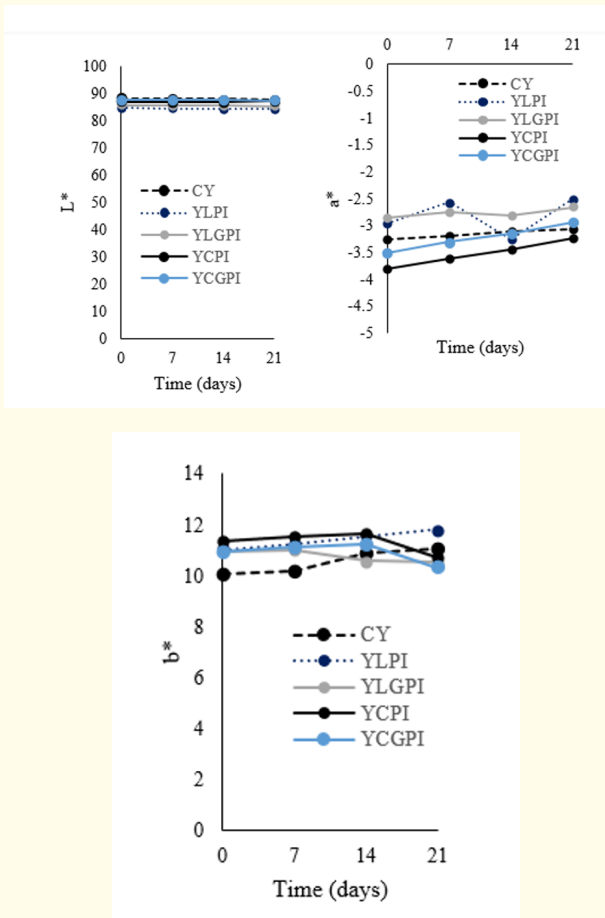 100
90
80
70
60
50
40
30
20
10
0
L*
CY
YLPI
YLGPI
YCPI
YCGPI
0 7 14 21
Time (days)
0 7 14 21
0
-0.5
-1
-1.5
-2
-2.5
-3
-3.5
-4
-4.5
-5
a*
CY
YLPI
YLGPI
YCPI
YCGPI
Time (days)
14
12
10
8
6
4
2
0
b*
CY
YLPI
YLGPI
YCPI
YCGPI
0 7 14 21
Time (days)